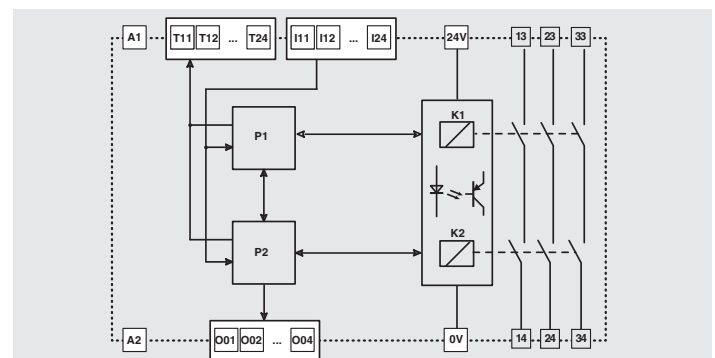 A1 T11 T12 ... T24 I11 I12 ... I24 24V 13 23 33
K1
P1
K2
P2
A2 O01 O02 ... O04 0V 14 24 34